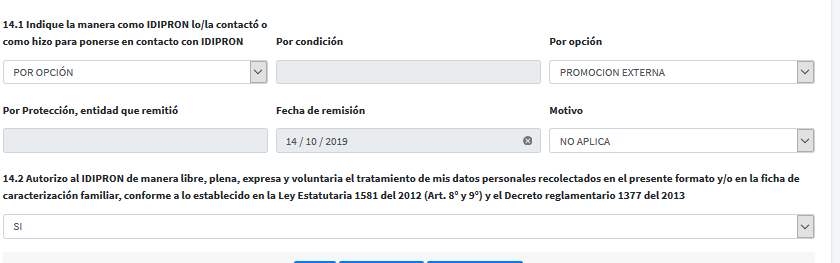 14.1 Indique la manera como IDIPRON lo/la contactó o
como hizo para ponerse en contacto con IDIPRON
Por condición
Por opción
POR OPCIÓN
PROMOCION EXTERNA
Por Protección, entidad que remitió
Fecha de remisión
Motivo
14 / 10 / 2019
NO APLICA
14.2 Autorizo al IDIPRON de manera libre, plena, expresa y voluntaria el tratamiento de mis datos personales recolectados en el presente formato y/o en la ficha de
caracterización familiar, conforme a lo establecido en la Ley Estatutaria 1581 del 2012 (Art. 8° y 9°) y el Decreto reglamentario 1377 del 2013
SI